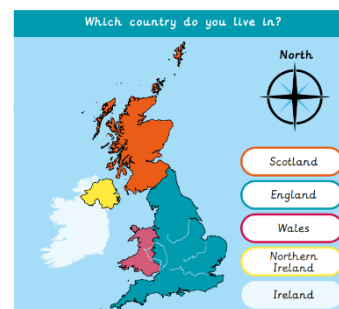 Which country do you live in?
North
Scotland
England
Wales
Northern
Ireland
Ireland